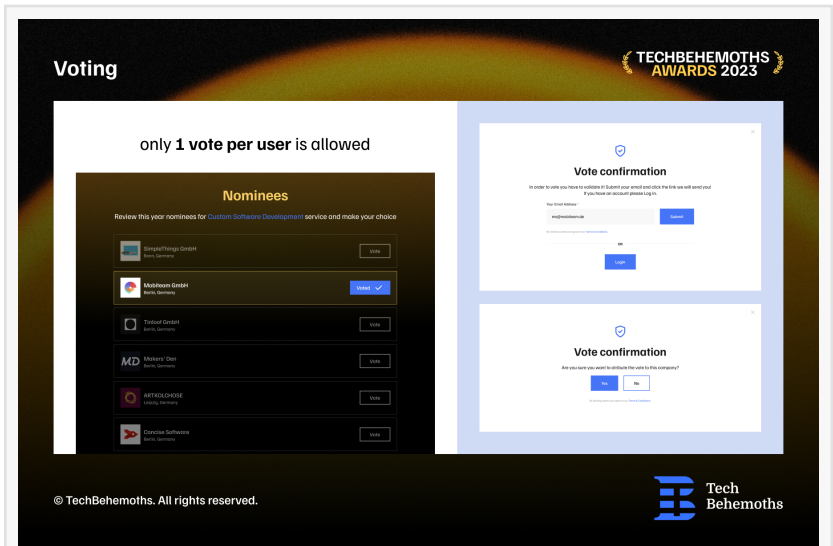 Voting
TECHBEHEMOTHS
AWARDS 2023
only 1 vote per user is allowed
Nominees
Review this year nominees for Custom Software Development service and make your choice
SimpleThings GmbH
Berlin, Germany
Vote
Mobiteam GmbH
Berlin, Germany
Voted
Tinloof GmbH
Berlin, Germany
Vote
MD
Makers' Den
Berlin, Germany
Vote
ARTKOLCHOSE
Leipzig, Germany
Vote
Concise Software
Berlin, Germany
Vote
Vote confirmation
In order to vote you have to validate it! Submit your email and click the link we will send you!
If you have an account please Log in.
Your Email Address *
Submit
OR
Login
Vote confirmation
Are you sure you want to atribute the vote to this company?
Yes
No
© TechBehemoths. All rights reserved.
Tech
Behemoths